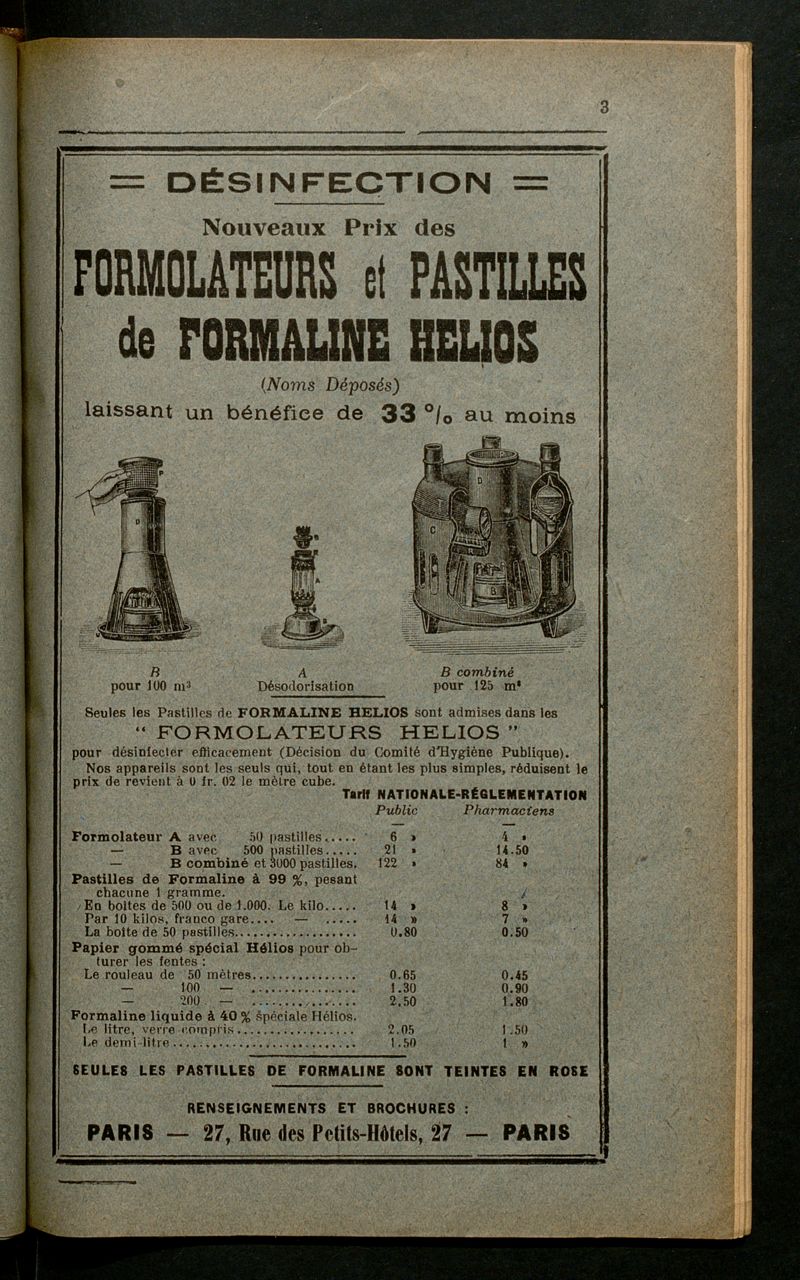 3
= DÉSINFECTION =
Nouveaux Prix des
FORMOLATEURS et PASTILLES
de FORMALINE HELIOS
(Noms Déposés)
laissant un bénéfice de 33 % au moins
B
pour 100 m³
A
Désodorisation
B combiné
pour 125 m³
Seules les Pastilles de FORMALINE HELIOS sont admises dans les
“ FORMOLATEURS HELIOS ”
pour désinfecter efficacement (Décision du Comité d'Hygiène Publique).
Nos appareils sont les seuls qui, tout en étant les plus simples, réduisent le
prix de revient à 0 fr. 02 le mètre cube.
Tarif NATIONALE-RÉGLEMENTATION
Public Pharmaciens
— —
Formolateur A avec 50 pastilles..... 6 » 4 »
— B avec 500 pastilles..... 21 » 14.50
— B combiné et 3000 pastilles. 122 » 84 »
Pastilles de Formaline à 99 %, pesant
chacune 1 gramme.
En boîtes de 500 ou de 1.000. Le kilo..... 14 » 8 »
Par 10 kilos, franco gare.... — ..... 14 » 7 »
La boîte de 50 pastilles................... 0.80 0.50
Papier gommé spécial Hélios pour ob-
turer les fentes :
Le rouleau de 50 mètres................ 0.65 0.45
— 100 — ................ 1.30 0.90
— 200 — ................ 2.50 1.80
Formaline liquide à 40 % spéciale Hélios.
Le litre, verre compris.................. 2.05 1.50
Le demi-litre............................ 1.50 1 »
SEULES LES PASTILLES DE FORMALINE SONT TEINTES EN ROSE
RENSEIGNEMENTS ET BROCHURES :
PARIS — 27, Rue des Petits-Hôtels, 27 — PARIS